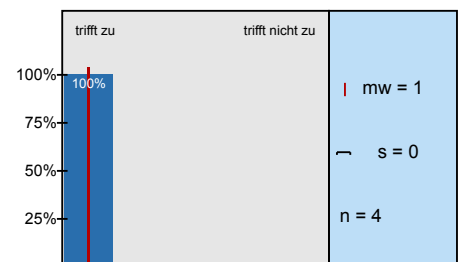 trifft zu trifft nicht zu
100%
100%
mw = 1
75%
50%
s = 0
25%
n = 4